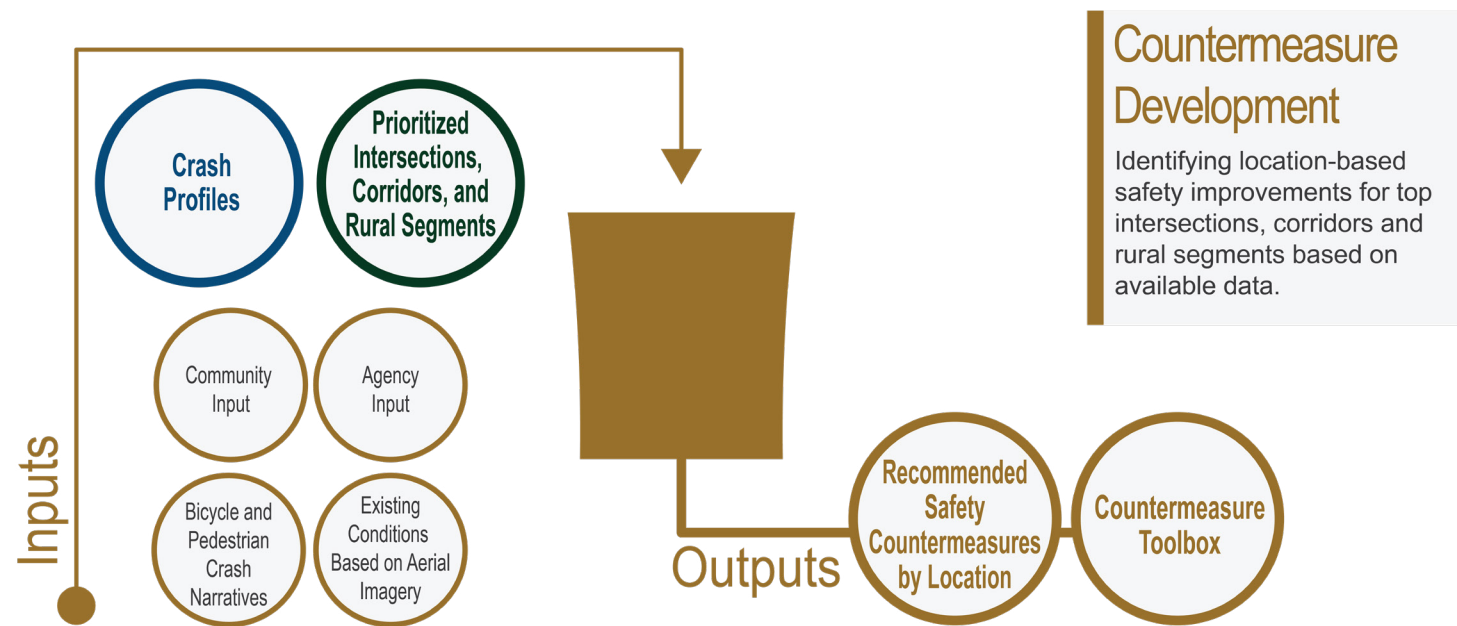 Countermeasure
Development
Identifying location-based
safety improvements for top
intersections, corridors and
rural segments based on
available data.
Inputs
Crash
Profiles
Prioritized
Intersections,
Corridors, and
Rural Segments
Community
Input
Agency
Input
Bicycle and
Pedestrian
Crash
Narratives
Existing
Conditions
Based on Aerial
Imagery
Outputs
Recommended
Safety
Countermeasures
by Location
Countermeasure
Toolbox